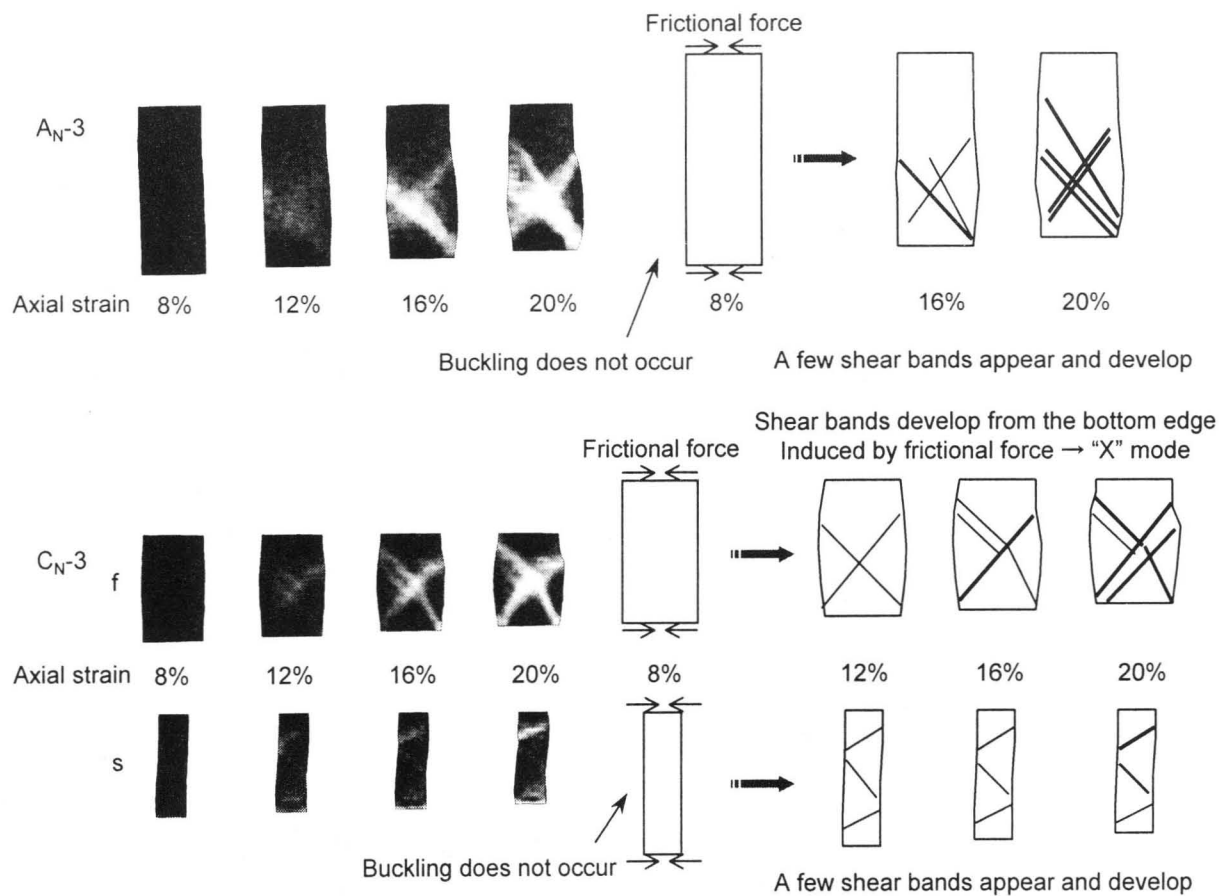 Frictional force
A_N-3
Axial strain 8% 12% 16% 20% 8% 16% 20%
Buckling does not occur
A few shear bands appear and develop
Shear bands develop from the bottom edge
Frictional force
Induced by frictional force → “X” mode
C_N-3
f
Axial strain 8% 12% 16% 20% 8% 12% 16% 20%
s
Buckling does not occur
A few shear bands appear and develop